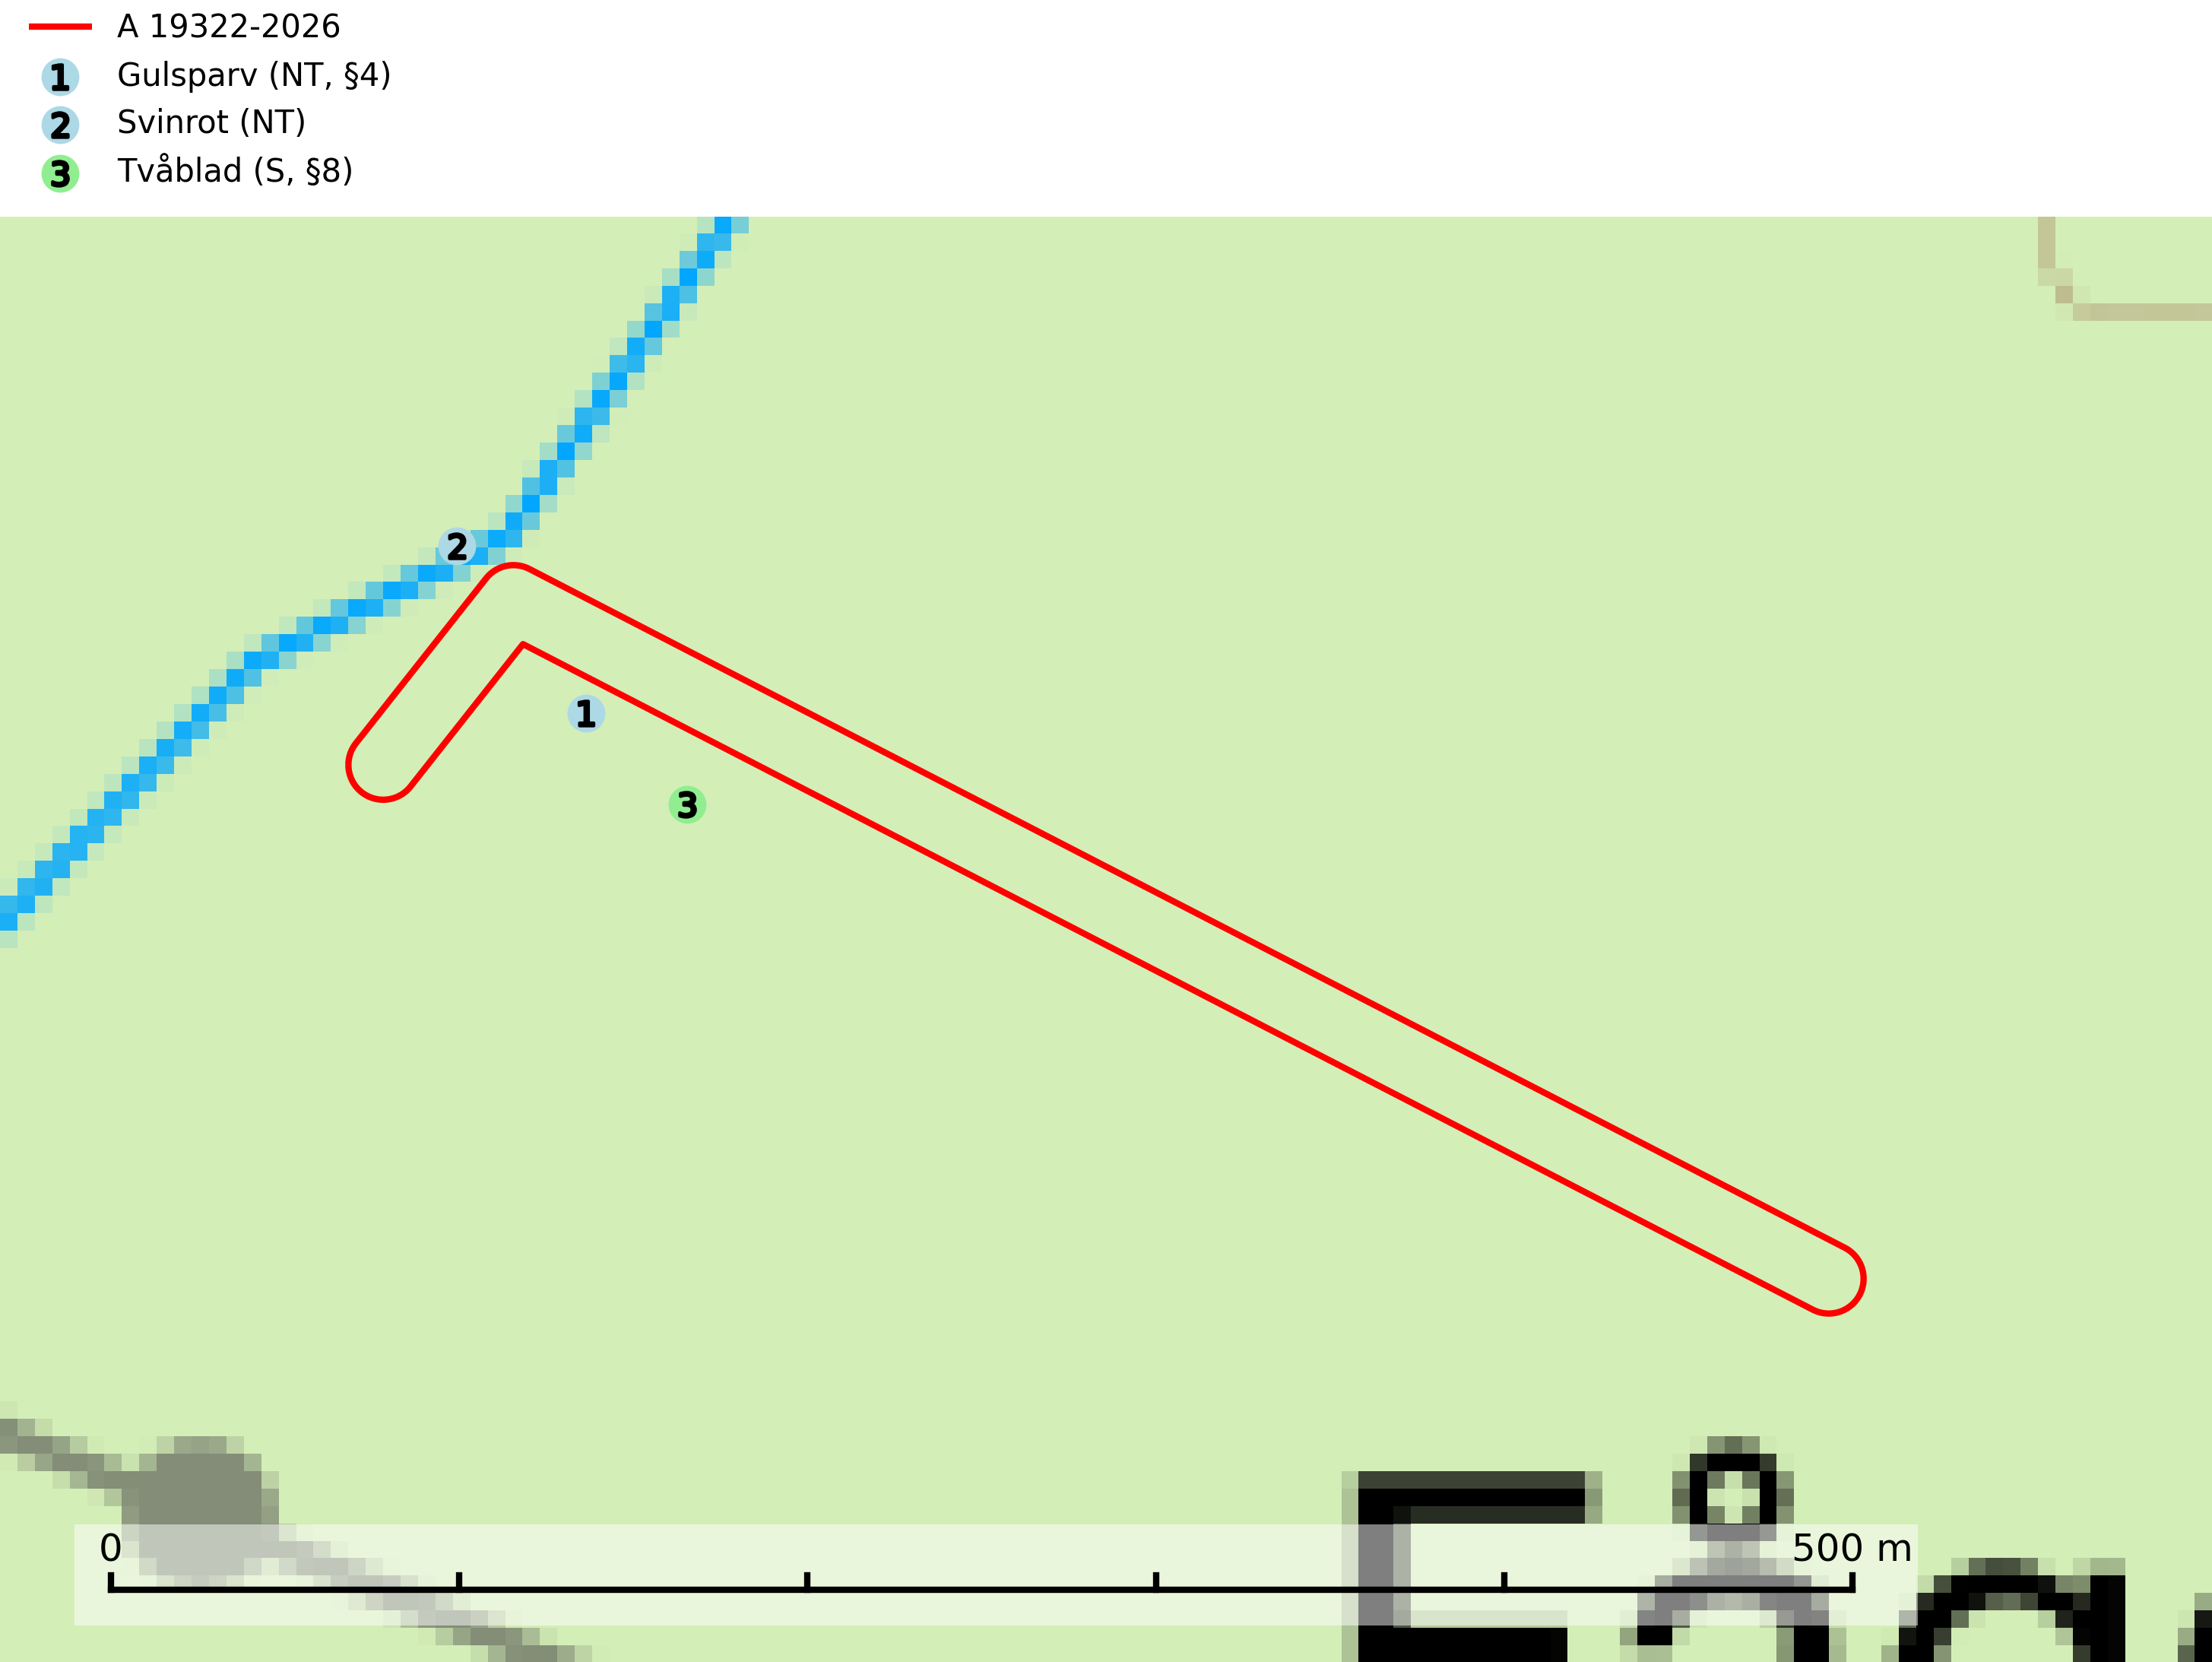 A 19322-2026
1 Gulsparv (NT, §4)
2 Svinrot (NT)
3 Tvåblad (S, §8)
2
1
3
0 500 m